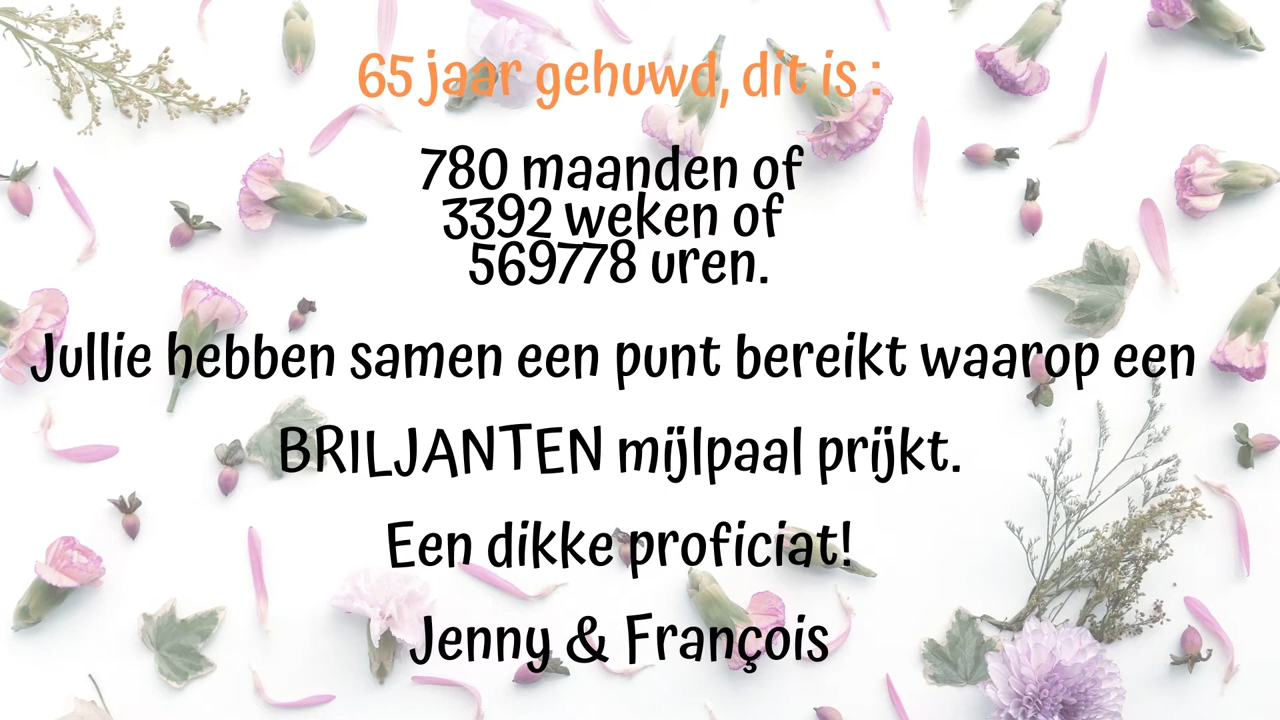 65 jaar gehuwd, dit is :
780 maanden of
3392 weken of
569778 uren.
Jullie hebben samen een punt bereikt waarop een
BRILJANTEN mijlpaal prijkt.
Een dikke proficiat!
Jenny & François